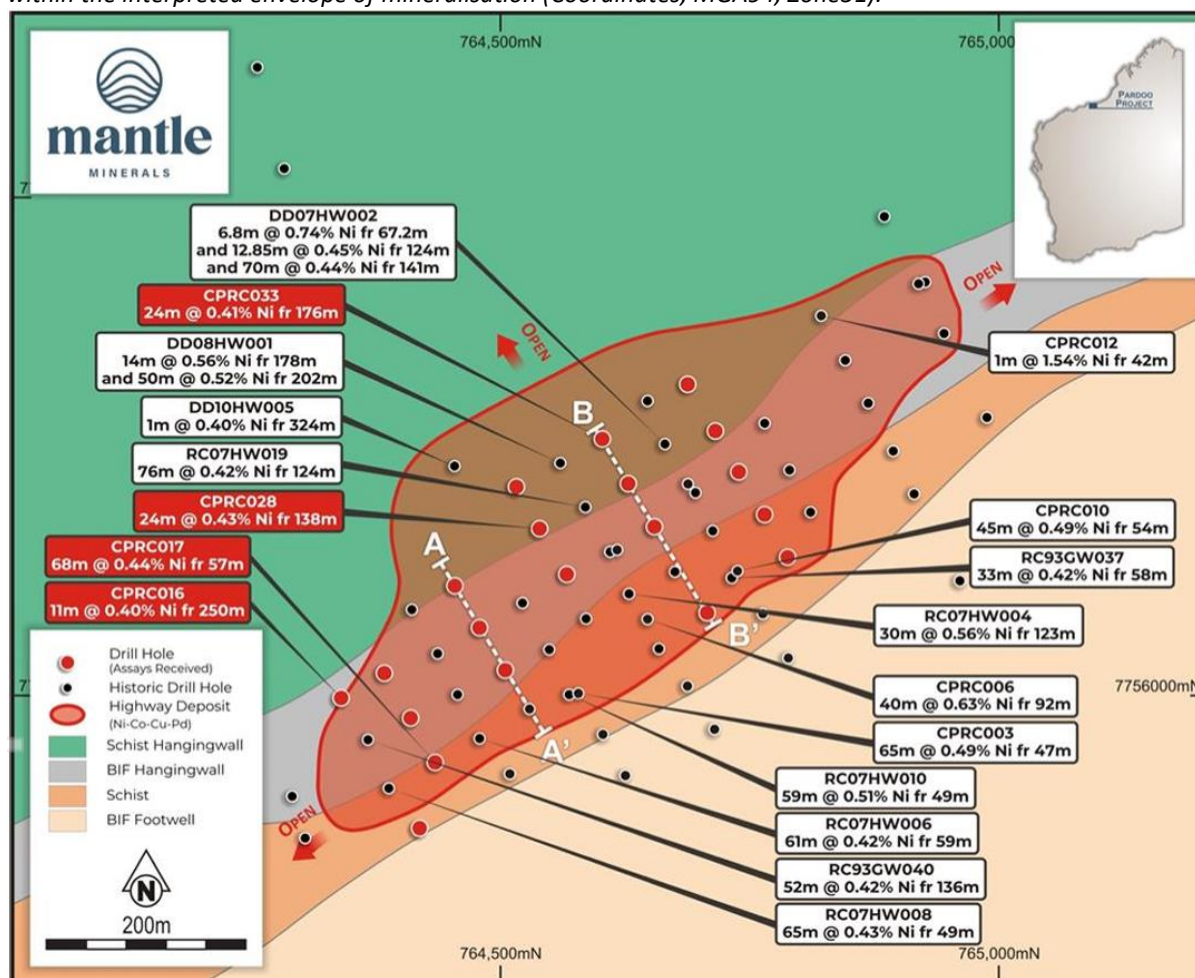 within the interpreted envelope of mineralisation (Coordinates, MGA94, Zone51).
764,500mN
765,000
mantle
MINERALS
PARDOO
PROJECT
DD07HW002
6.8m @ 0.74% Ni fr 67.2m
and 12.85m @ 0.45% Ni fr 124m
and 70m @ 0.44% Ni fr 141m
CPRC033
24m @ 0.41% Ni fr 176m
DD08HW001
14m @ 0.56% Ni fr 178m
and 50m @ 0.52% Ni fr 202m
DD10HW005
1m @ 0.40% Ni fr 324m
RC07HW019
76m @ 0.42% Ni fr 124m
CPRC028
24m @ 0.43% Ni fr 138m
CPRC017
68m @ 0.44% Ni fr 57m
CPRC016
11m @ 0.40% Ni fr 250m
OPEN
OPEN
OPEN
B
A
B'
A'
CPRC012
1m @ 1.54% Ni fr 42m
CPRC010
45m @ 0.49% Ni fr 54m
RC93GW037
33m @ 0.42% Ni fr 58m
RC07HW004
30m @ 0.56% Ni fr 123m
CPRC006
40m @ 0.63% Ni fr 92m
CPRC003
65m @ 0.49% Ni fr 47m
RC07HW010
59m @ 0.51% Ni fr 49m
RC07HW006
61m @ 0.42% Ni fr 59m
RC93GW040
52m @ 0.42% Ni fr 136m
RC07HW008
65m @ 0.43% Ni fr 49m
7756000mN
Drill Hole
(Assays Received)
Historic Drill Hole
Highway Deposit
(Ni-Co-Cu-Pd)
Schist Hangingwall
BIF Hangingwall
Schist
BIF Footwell
N
200m
764,500mN
765,000mN